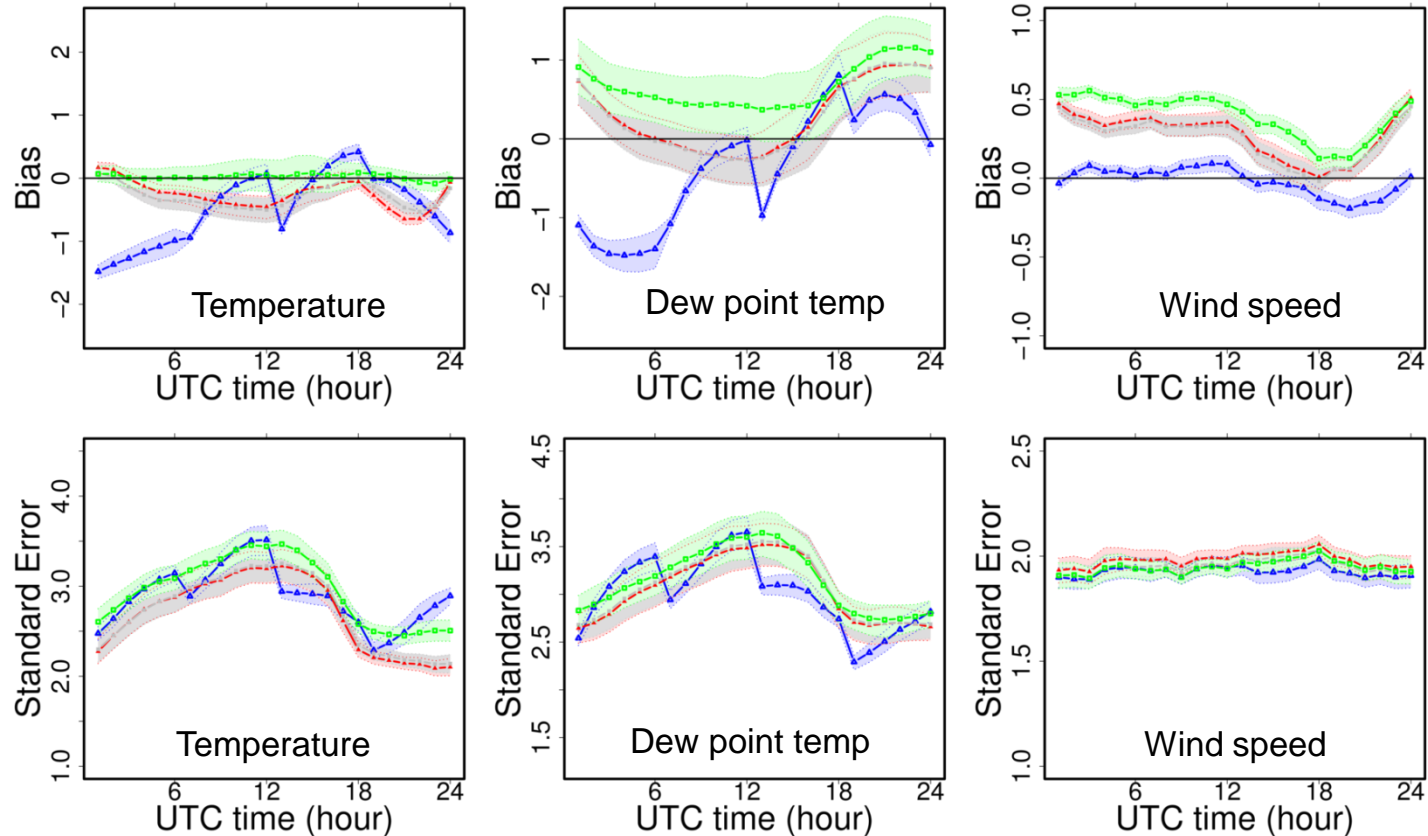 Bias
2
1
0
−1
−2
Temperature
6
12
18
24
UTC time (hour)
Bias
1
0
−1
−2
Dew point temp
6
12
18
24
UTC time (hour)
Bias
1.0
0.5
0.0
−0.5
−1.0
Wind speed
6
12
18
24
UTC time (hour)
Standard Error
4.0
3.0
2.0
1.0
Temperature
6
12
18
24
UTC time (hour)
Standard Error
4.5
3.5
2.5
1.5
Dew point temp
6
12
18
24
UTC time (hour)
Standard Error
2.5
2.0
1.5
1.0
Wind speed
6
12
18
24
UTC time (hour)